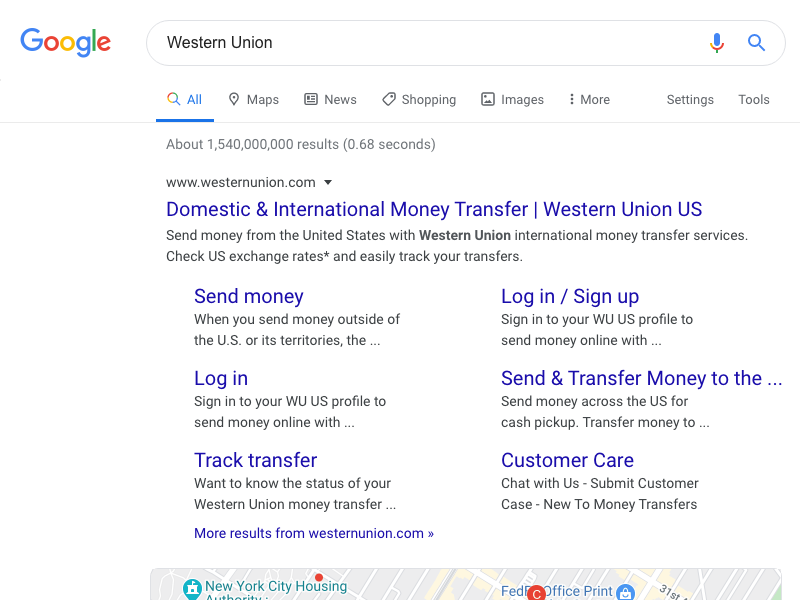 Google
Western Union
All Maps News Shopping Images More Settings Tools
About 1,540,000,000 results (0.68 seconds)
www.westernunion.com
Domestic & International Money Transfer | Western Union US
Send money from the United States with Western Union international money transfer services.
Check US exchange rates* and easily track your transfers.
Send money
When you send money outside of
the U.S. or its territories, the ...
Log in / Sign up
Sign in to your WU US profile to
send money online with ...
Log in
Sign in to your WU US profile to
send money online with ...
Send & Transfer Money to the ...
Send money across the US for
cash pickup. Transfer money to ...
Track transfer
Want to know the status of your
Western Union money transfer ...
Customer Care
Chat with Us - Submit Customer
Case - New To Money Transfers
More results from westernunion.com »
New York City Housing
Authority
C
Office Print
31st